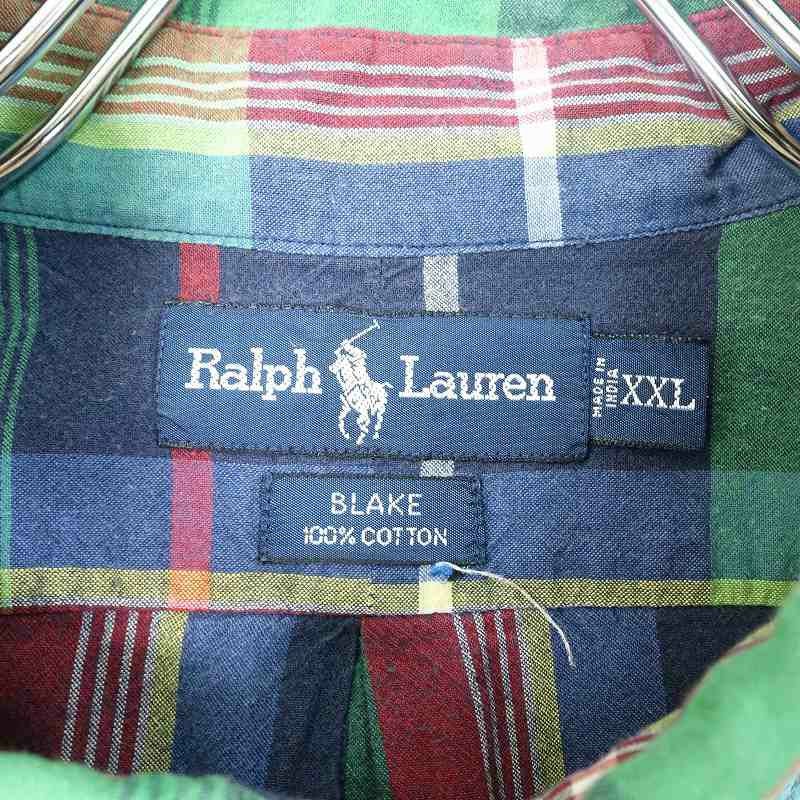 Ralph Lauren
MADE IN
INDIA
XXL
BLAKE
100% COTTON